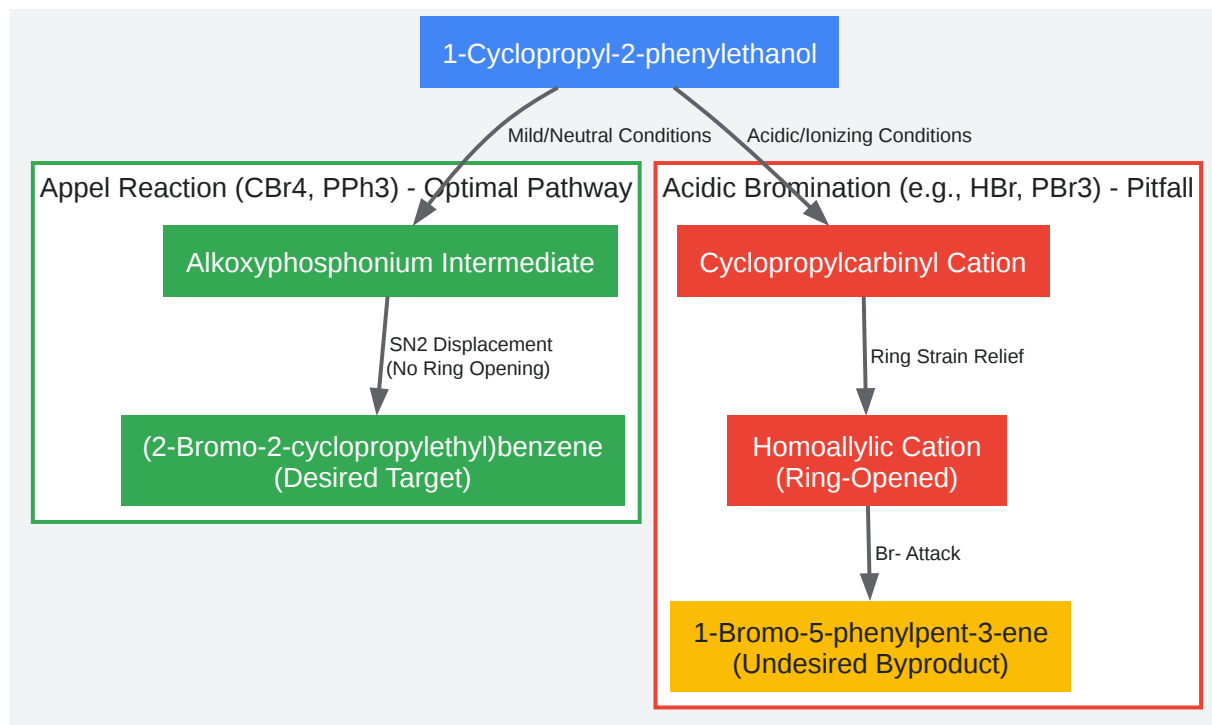 1-Cyclopropyl-2-phenylethanol
Mild/Neutral Conditions
Acidic/Ionizing Conditions
Appel Reaction (CBr4, PPh3) - Optimal Pathway
Alkoxyphosphonium Intermediate
SN2 Displacement
(No Ring Opening)
(2-Bromo-2-cyclopropylethyl)benzene
(Desired Target)
Acidic Bromination (e.g., HBr, PBr3) - Pitfall
Cyclopropylcarbinyl Cation
Ring Strain Relief
Homoallylic Cation
(Ring-Opened)
Br- Attack
1-Bromo-5-phenylpent-3-ene
(Undesired Byproduct)